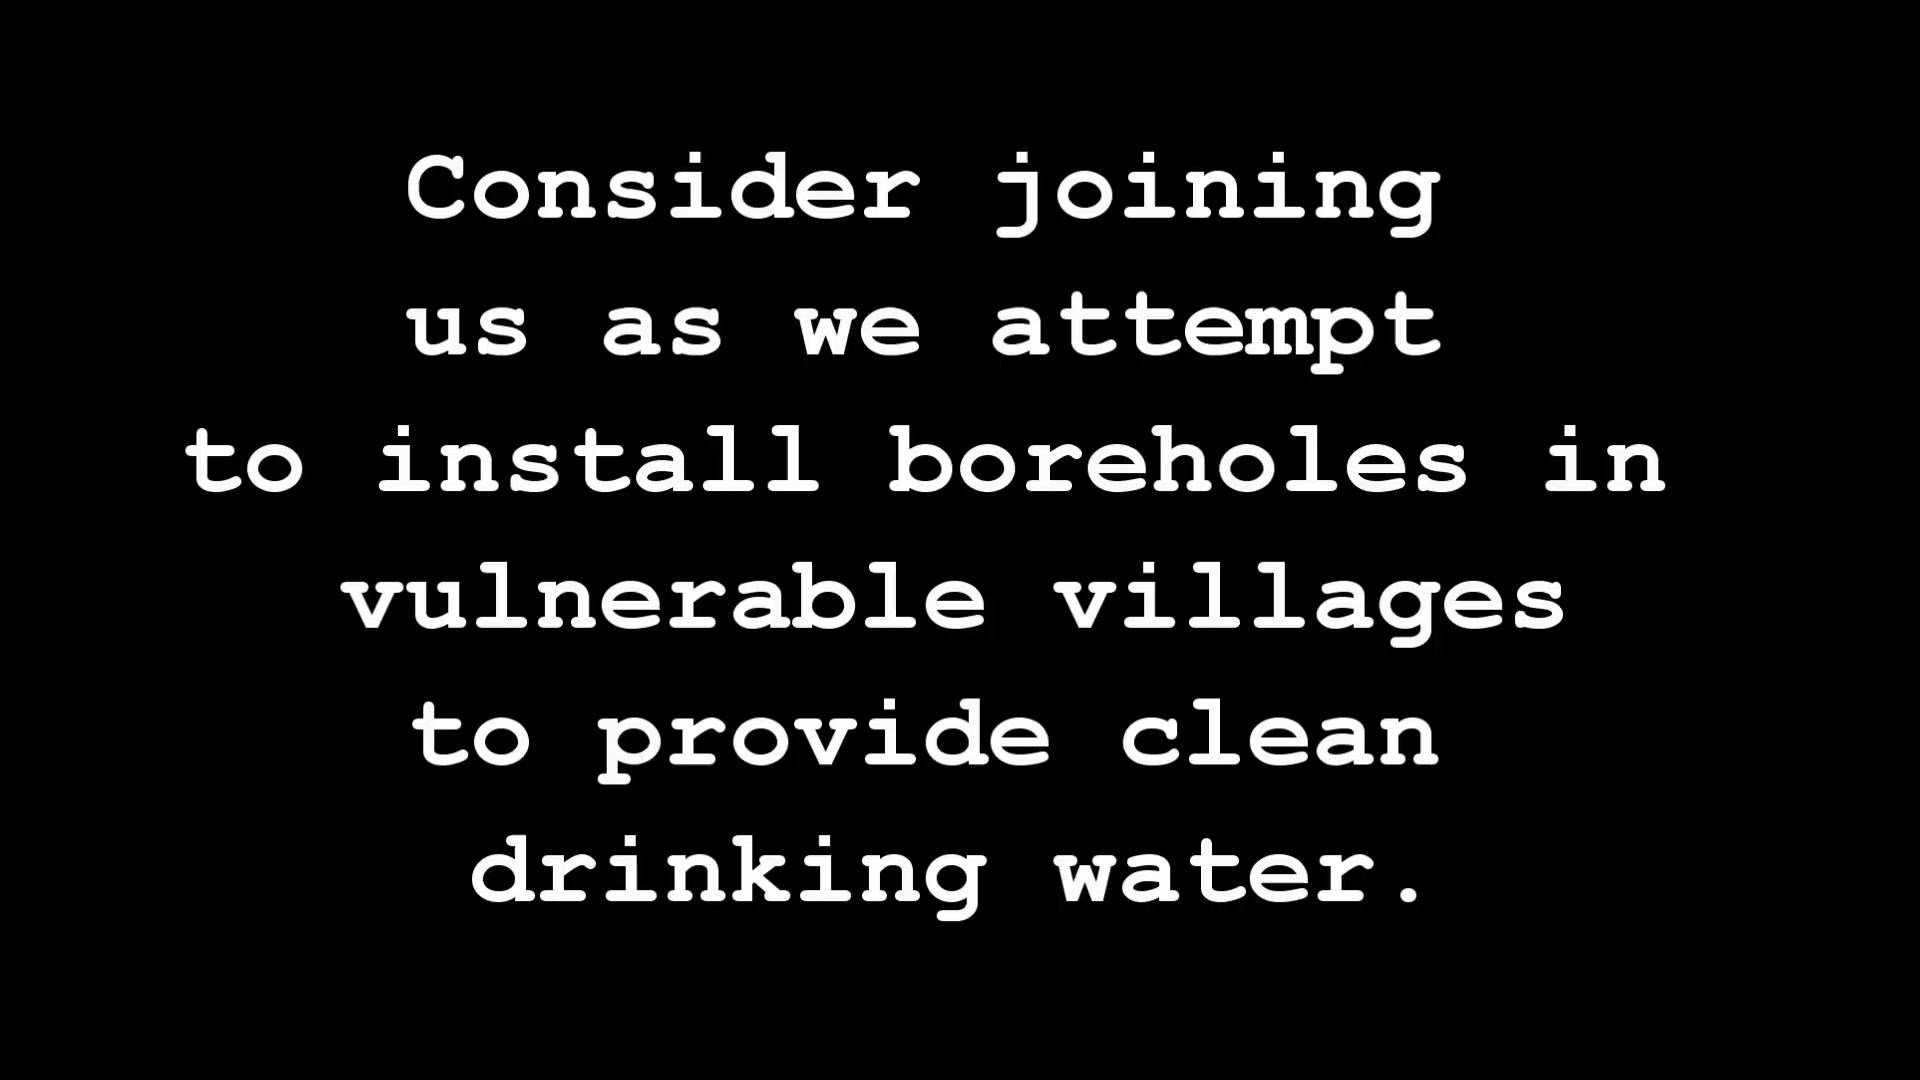 Consider joining
us as we attempt
to install boreholes in
vulnerable villages
to provide clean
drinking water.